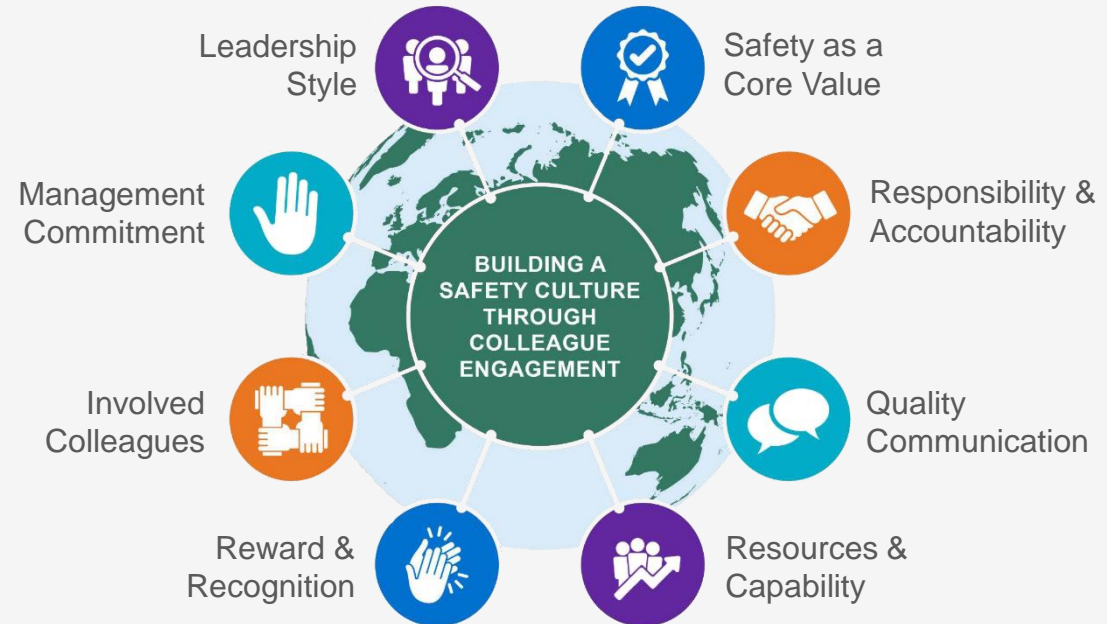 Leadership
Style
Safety as a
Core Value
Management
Commitment
Responsibility &
Accountability
BUILDING A
SAFETY CULTURE
THROUGH
COLLEAGUE
ENGAGEMENT
Involved
Colleagues
Quality
Communication
Reward &
Recognition
Resources &
Capability